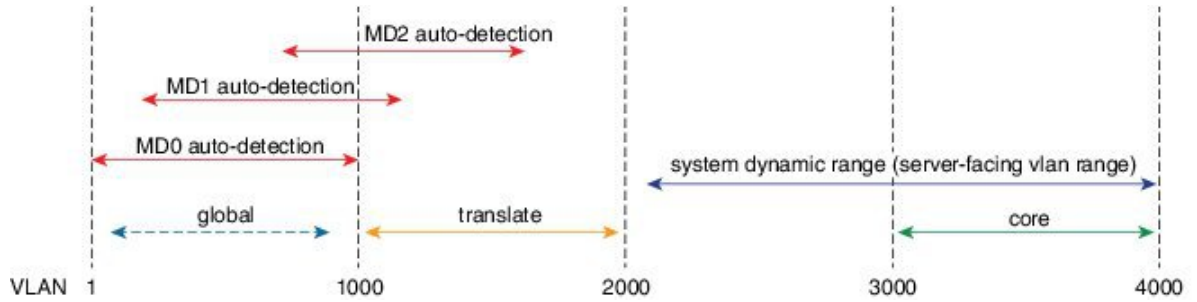 MD2 auto-detection
MD1 auto-detection
MD0 auto-detection
system dynamic range (server-facing vlan range)
global
translate
core
VLAN 1 1000 2000 3000 4000